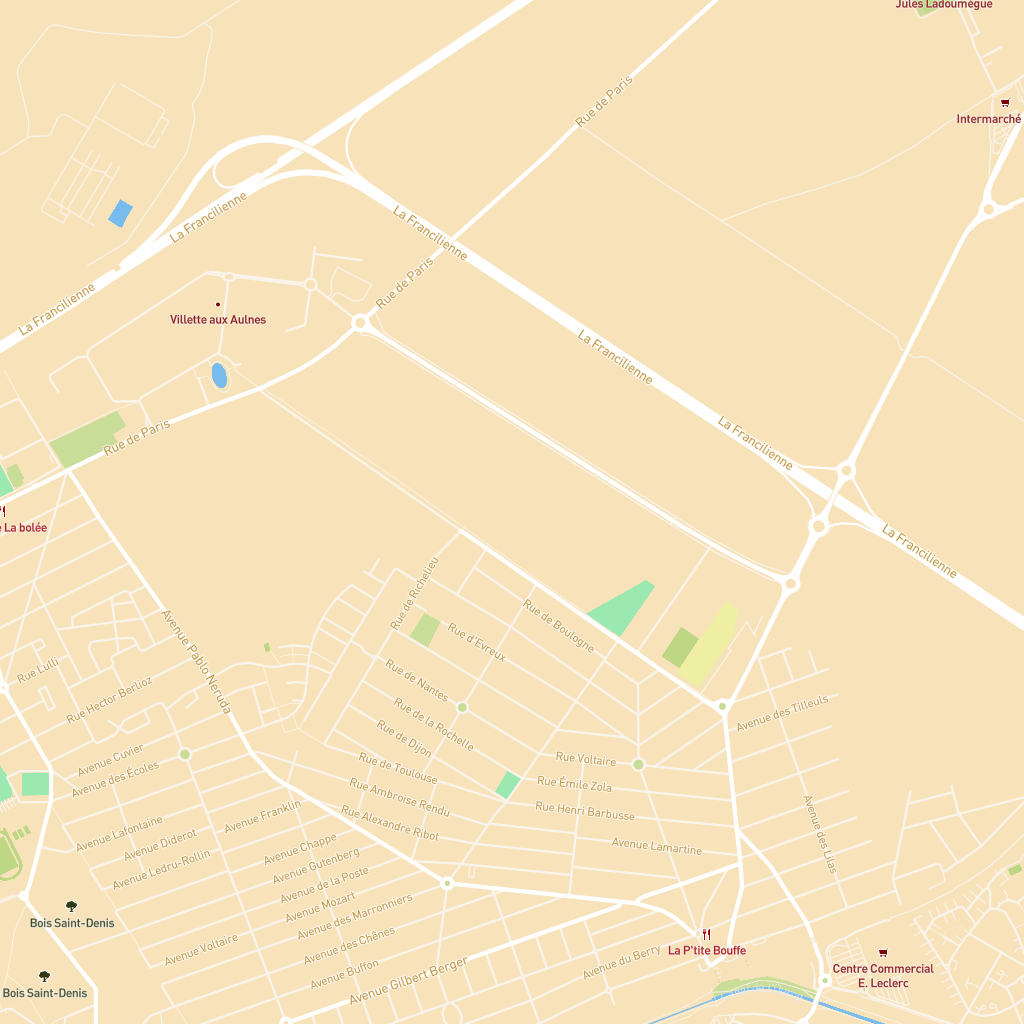 Jules Ladoumègue
Rue de Paris
Intermarché
La Francilienne
La Francilienne
Rue de Paris
La Francilienne
Villette aux Aulnes
La Francilienne
La Francilienne
Rue de Paris
La Francilienne
La bolée
Rue de Richelieu
Rue de Boulogne
Rue d'Evreux
Avenue Pablo Neruda
Rue Lulli
Rue de Nantes
Rue Hector Berlioz
Avenue des Tilleuls
Rue de la Rochelle
Rue de Dijon
Avenue Cuvier
Rue Voltaire
Rue de Toulouse
Avenue des Écoles
Rue Émile Zola
Rue Ambroise Rendu
Rue Henri Barbusse
Avenue Franklin
Rue Alexandre Ribot
Avenue des Lilas
Avenue Lafontaine
Avenue Diderot
Avenue Chappe
Avenue Lamartine
Avenue Ledru-Rollin
Avenue Gutenberg
Avenue de la Poste
Avenue Mozart
Bois Saint-Denis
Avenue des Marronniers
Avenue Voltaire
Avenue des Chênes
La P'tite Bouffe
Avenue du Berry
Avenue Buffon
Avenue Gilbert Berger
Centre Commercial
E. Leclerc
Bois Saint-Denis